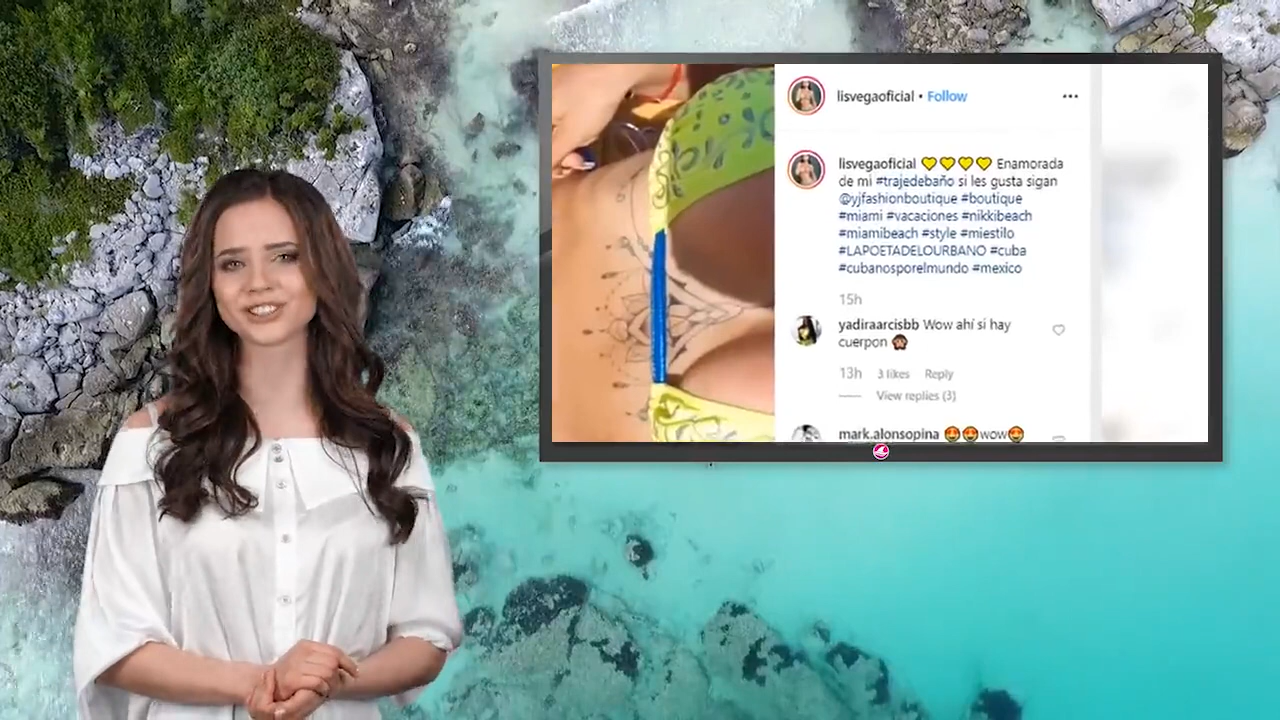 lisvegaoficial • Follow
lisvegaoficial 💛💛💛💛 Enamorada
de mi #trajedebaño si les gusta sigan
@yjfashionboutique #boutique
#miami #vacaciones #nikkibeach
#miamibeach #style #miestilo
#LAPOETADELOURBANO #cuba
#cubanosporelmundo #mexico
15h
yadiraarcisbb Wow ahí si hay
cuerpon 🙊
13h 3 likes Reply
View replies (3)
mark.alonsopina 😍😍wow😍